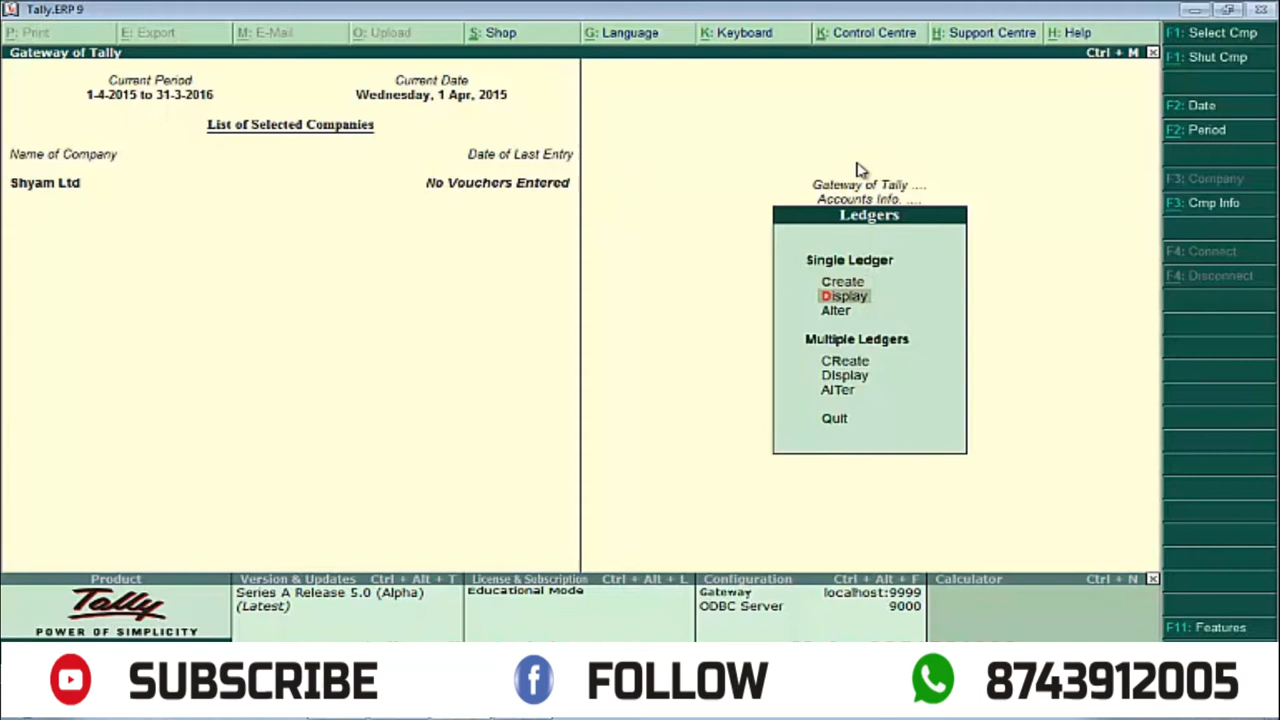 Tally.ERP 9
P: Print E: Export M: E-Mail O: Upload S: Shop G: Language K: Keyboard K: Control Centre H: Support Centre H: Help
Gateway of Tally Ctrl + M
Current Period Current Date
1-4-2015 to 31-3-2016 Wednesday, 1 Apr, 2015
List of Selected Companies
Name of Company Date of Last Entry
Shyam Ltd No Vouchers Entered
Gateway of Tally ....
Accounts Info. ....
Ledgers
Single Ledger
Create
Display
Alter
Multiple Ledgers
CReate
DIsplay
AlTer
Quit
F1: Select Cmp
F1: Shut Cmp
F2: Date
F2: Period
F3: Company
F3: Cmp Info
F4: Connect
F4: Disconnect
F11: Features
Product
Tally
POWER OF SIMPLICITY
Version & Updates Ctrl + Alt + T
Series A Release 5.0 (Alpha)
(Latest)
License & Subscription Ctrl + Alt + L
Educational Mode
Configuration Ctrl + Alt + F
Gateway localhost:9999
ODBC Server 9000
Calculator Ctrl + N
SUBSCRIBE FOLLOW 8743912005